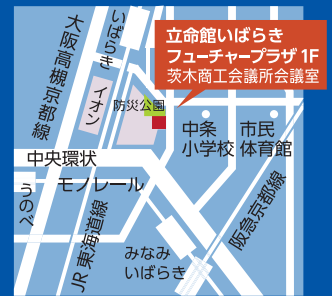 立命館いばらき
フューチャープラザ 1F
茨木商工会議所会議室
いばらき
大阪高槻京都線
イオン
防災公園
中条
小学校
市民
体育館
中央環状
モノレール
うのべ
JR東海道線
阪急京都線
みなみ
いばらき